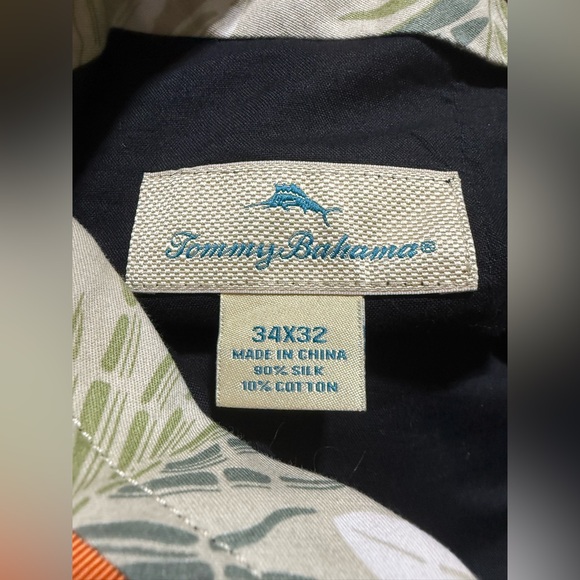 Tommy Bahama®
34X32
MADE IN CHINA
90% SILK
10% COTTON